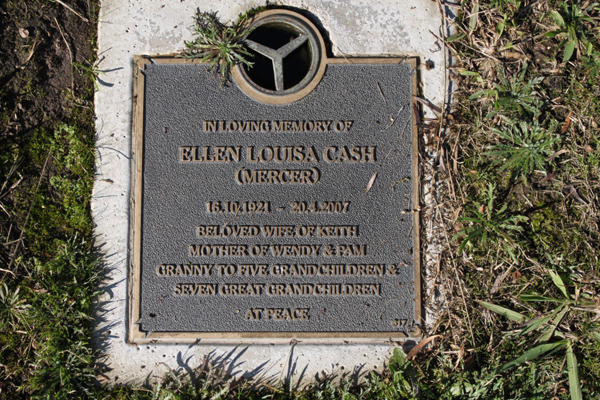 IN LOVING MEMORY OF
ELLEN LOUISA CASH
(MERCER)
16.10.1921 - 20.4.2007
BELOVED WIFE OF KEITH
MOTHER OF WENDY & PAM
GRANNY TO FIVE GRANDCHILDREN &
SEVEN GREAT GRANDCHILDREN
AT PEACE